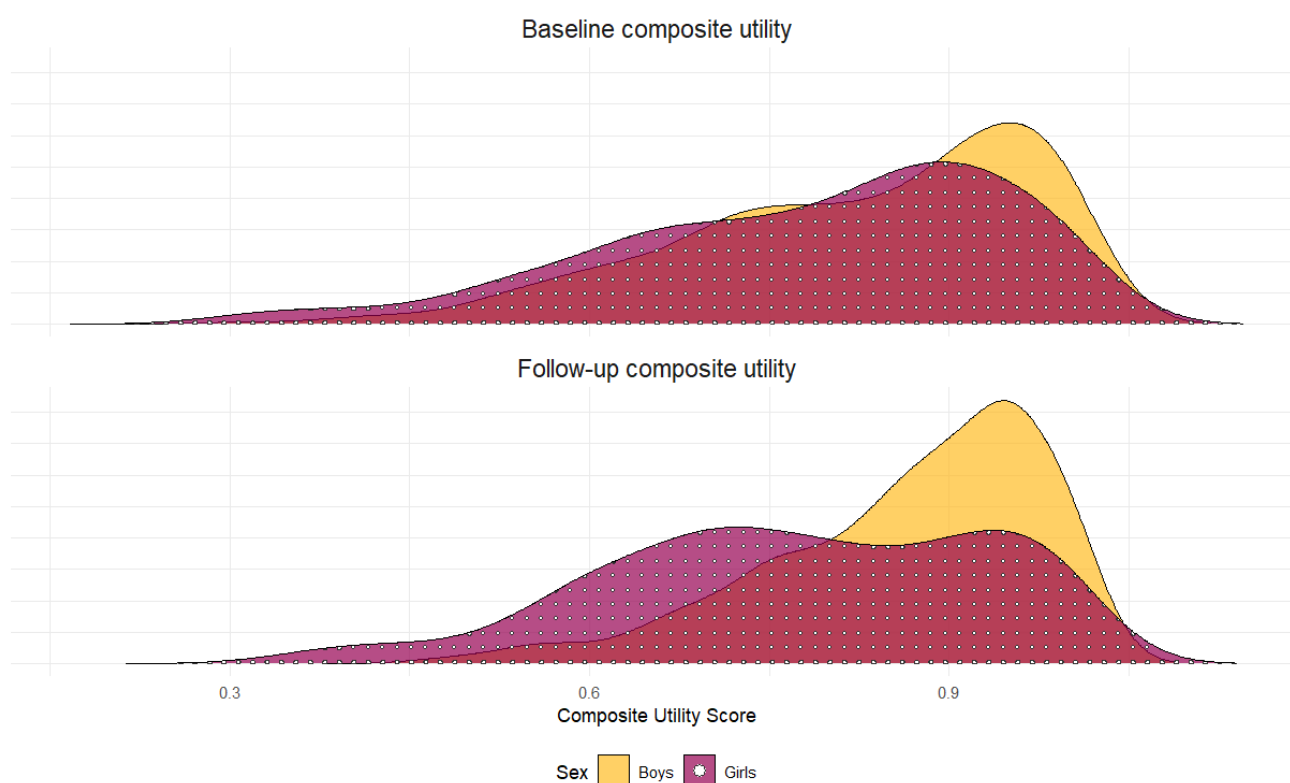 Baseline composite utility
Follow-up composite utility
0.3 0.6 0.9
Composite Utility Score
Sex Boys Girls